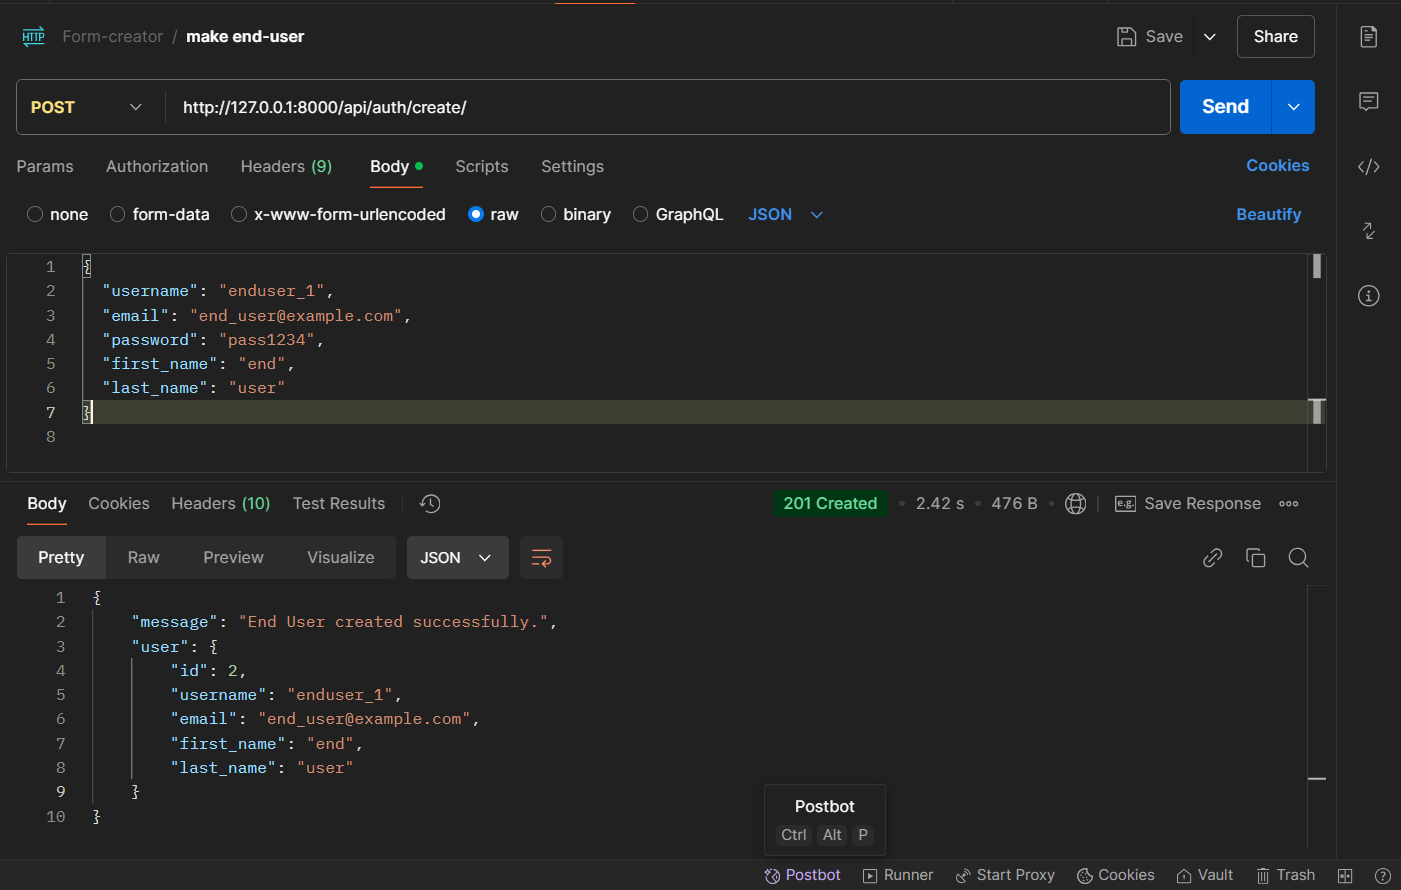 HTTP Form-creator / make end-user Save Share
POST http://127.0.0.1:8000/api/auth/create/ Send
Params Authorization Headers (9) Body Scripts Settings Cookies
none form-data x-www-form-urlencoded raw binary GraphQL JSON Beautify
1 {
2 "username": "enduser_1",
3 "email": "end_user@example.com",
4 "password": "pass1234",
5 "first_name": "end",
6 "last_name": "user"
7 }
8
Body Cookies Headers (10) Test Results 201 Created • 2.42 s • 476 B • | e.g. Save Response
Pretty Raw Preview Visualize JSON
1 {
2 "message": "End User created successfully.",
3 "user": {
4 "id": 2,
5 "username": "enduser_1",
6 "email": "end_user@example.com",
7 "first_name": "end",
8 "last_name": "user"
9 }
10 }
Postbot
Ctrl Alt P
Postbot Runner Start Proxy Cookies Vault Trash